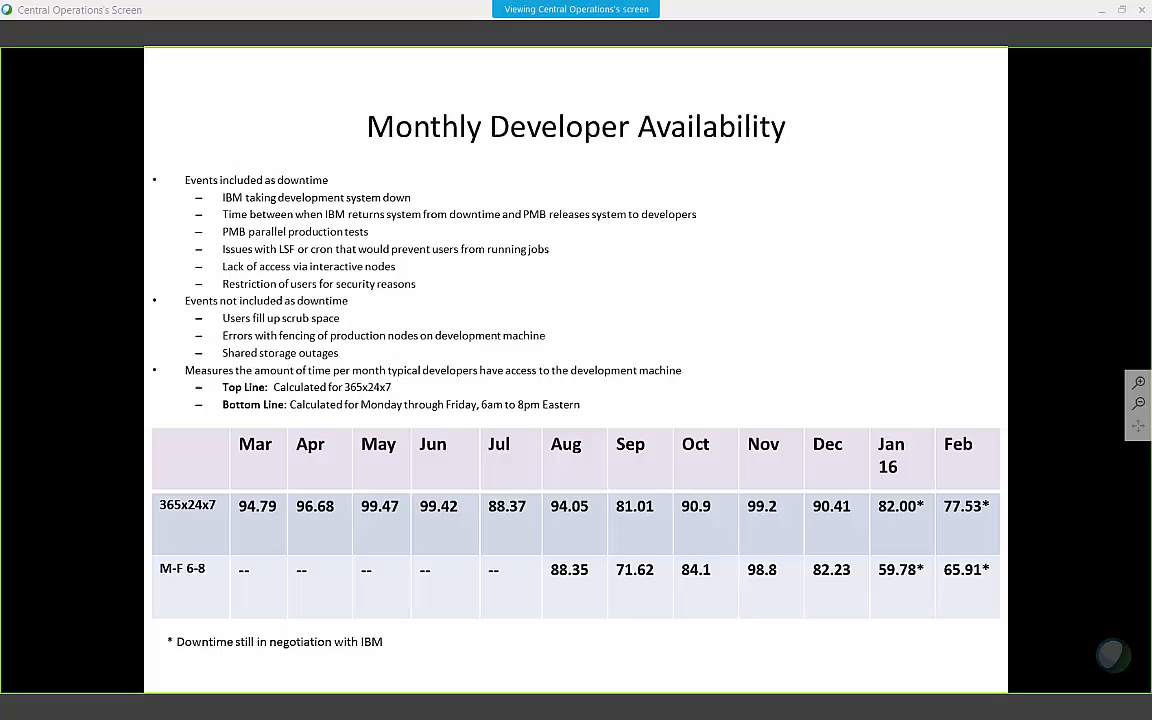 Central Operations's Screen
Viewing Central Operations's screen
Monthly Developer Availability
• Events included as downtime
– IBM taking development system down
– Time between when IBM returns system from downtime and PMB releases system to developers
– PMB parallel production tests
– Issues with LSF or cron that would prevent users from running jobs
– Lack of access via interactive nodes
– Restriction of users for security reasons
• Events not included as downtime
– Users fill up scrub space
– Errors with fencing of production nodes on development machine
– Shared storage outages
• Measures the amount of time per month typical developers have access to the development machine
– Top Line: Calculated for 365x24x7
– Bottom Line: Calculated for Monday through Friday, 6am to 8pm Eastern
Mar Apr May Jun Jul Aug Sep Oct Nov Dec Jan Feb
16
365x24x7 94.79 96.68 99.47 99.42 88.37 94.05 81.01 90.9 99.2 90.41 82.00* 77.53*
M-F 6-8 -- -- -- -- -- 88.35 71.62 84.1 98.8 82.23 59.78* 65.91*
* Downtime still in negotiation with IBM